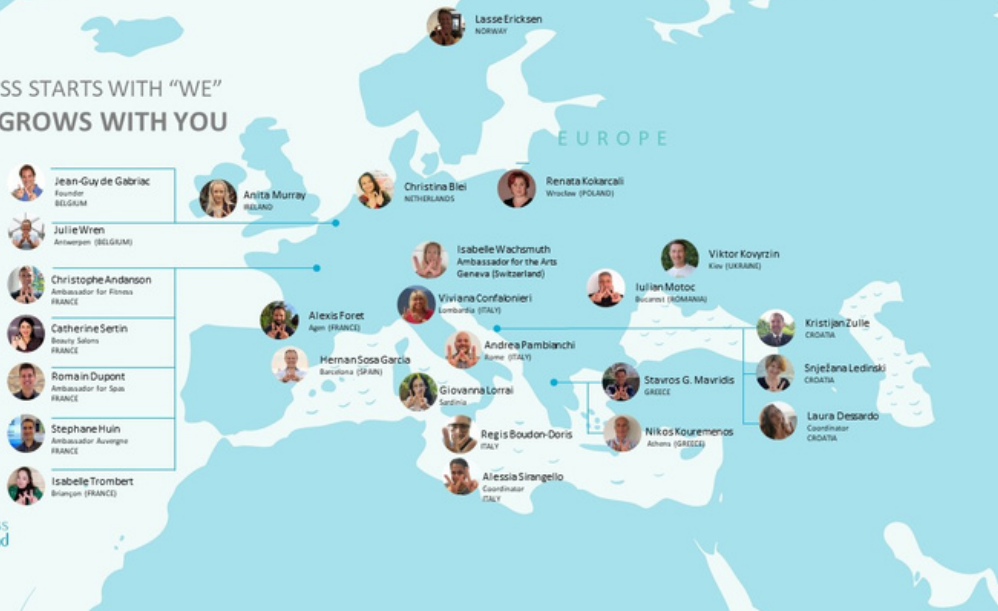 Lasse Ericksen
NORWAY
SS STARTS WITH “WE”
GROWS WITH YOU
EUROPE
Jean-Guy de Gabriac
Founder
BELGIUM
Julie Wren
Antwerpen (BELGIUM)
Anita Murray
IRELAND
Christina Blei
NETHERLANDS
Renata Kokarcali
Wrocław (POLAND)
Isabelle Wachsmuth
Ambassador for the Arts
Geneva (Switzerland)
Viktor Kovyrzin
Kiev (UKRAINE)
Christophe Andanson
Ambassador for Fitness
FRANCE
Viviana Confalonieri
Lombardia (ITALY)
Iulian Motoc
Bucarest (ROMANIA)
Catherine Sertin
Beauty Salons
FRANCE
Alexis Foret
Agen (FRANCE)
Andrea Pambianchi
Rome (ITALY)
Kristijan Zulle
CROATIA
Hernan Sosa Garcia
Barcelona (SPAIN)
Romain Dupont
Ambassador for Spas
FRANCE
Giovanna Lorrai
Sardinia
Stavros G. Mavridis
GREECE
Snježana Ledinski
CROATIA
Stephane Huin
Ambassador Auvergne
FRANCE
Regis Boudon-Doris
ITALY
Nikos Kouremenos
Athens (GREECE)
Laura Dessardo
Coordinator
CROATIA
Isabelle Trombert
Briançon (FRANCE)
Alessia Sirangello
Coordinator
ITALY
ss
d